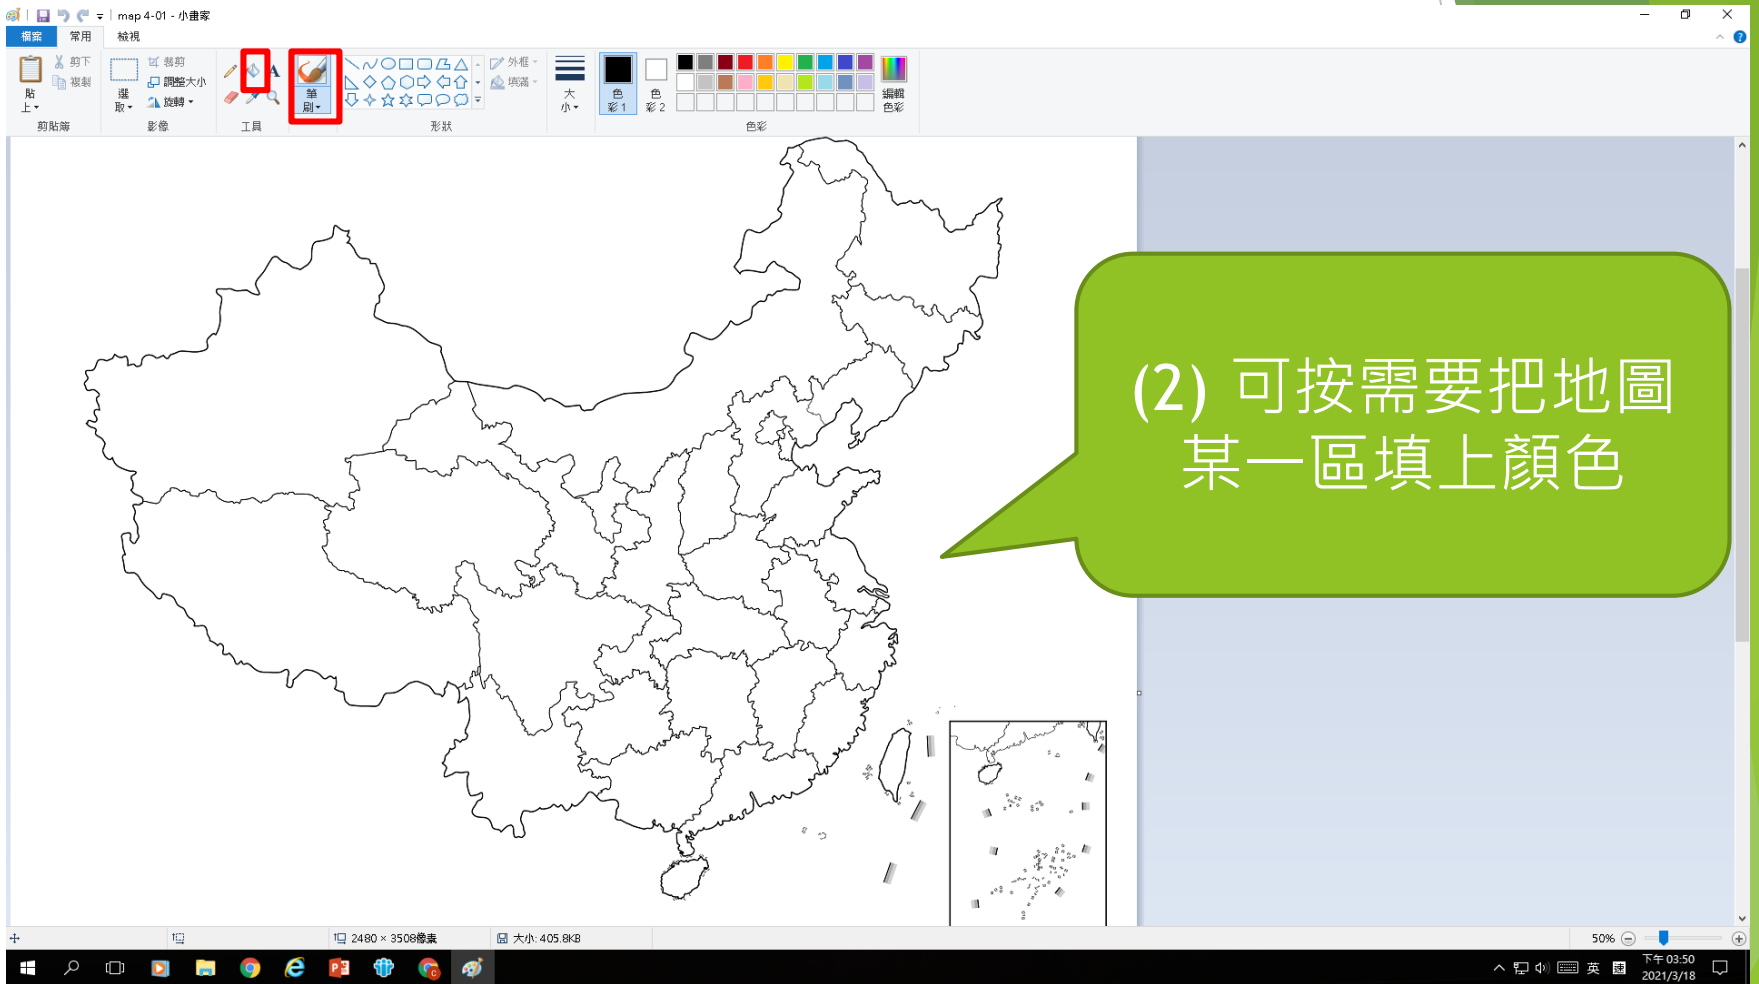 map 4-01 - 小畫家
檔案 常用 檢視
貼上
剪下
複製
剪貼簿
選取
裁剪
調整大小
旋轉
影像
A
工具
筆刷
外框
填滿
形狀
大小
色彩 1
色彩 2
編輯色彩
色彩
(2) 可按需要把地圖
某一區填上顏色
2480 × 3508像素
大小: 405.8KB
50%
英
下午 03:50
2021/3/18